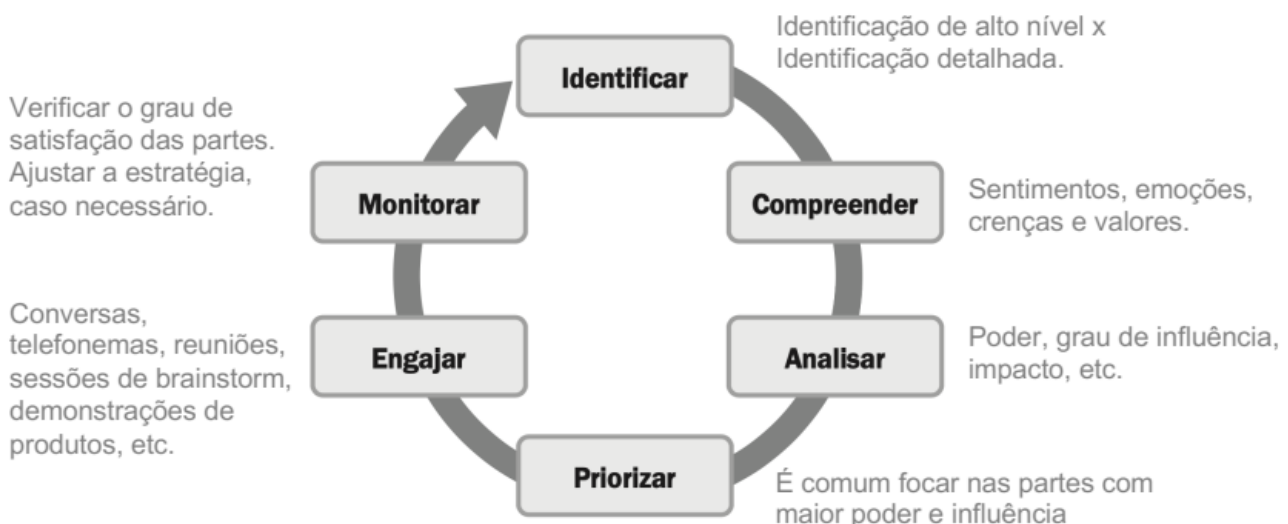 Identificar
Identificação de alto nível x
Identificação detalhada.
Compreender
Sentimentos, emoções,
crenças e valores.
Analisar
Poder, grau de influência,
impacto, etc.
Priorizar
É comum focar nas partes com
maior poder e influência
Engajar
Conversas,
telefonemas, reuniões,
sessões de brainstorm,
demonstrações de
produtos, etc.
Monitorar
Verificar o grau de
satisfação das partes.
Ajustar a estratégia,
caso necessário.